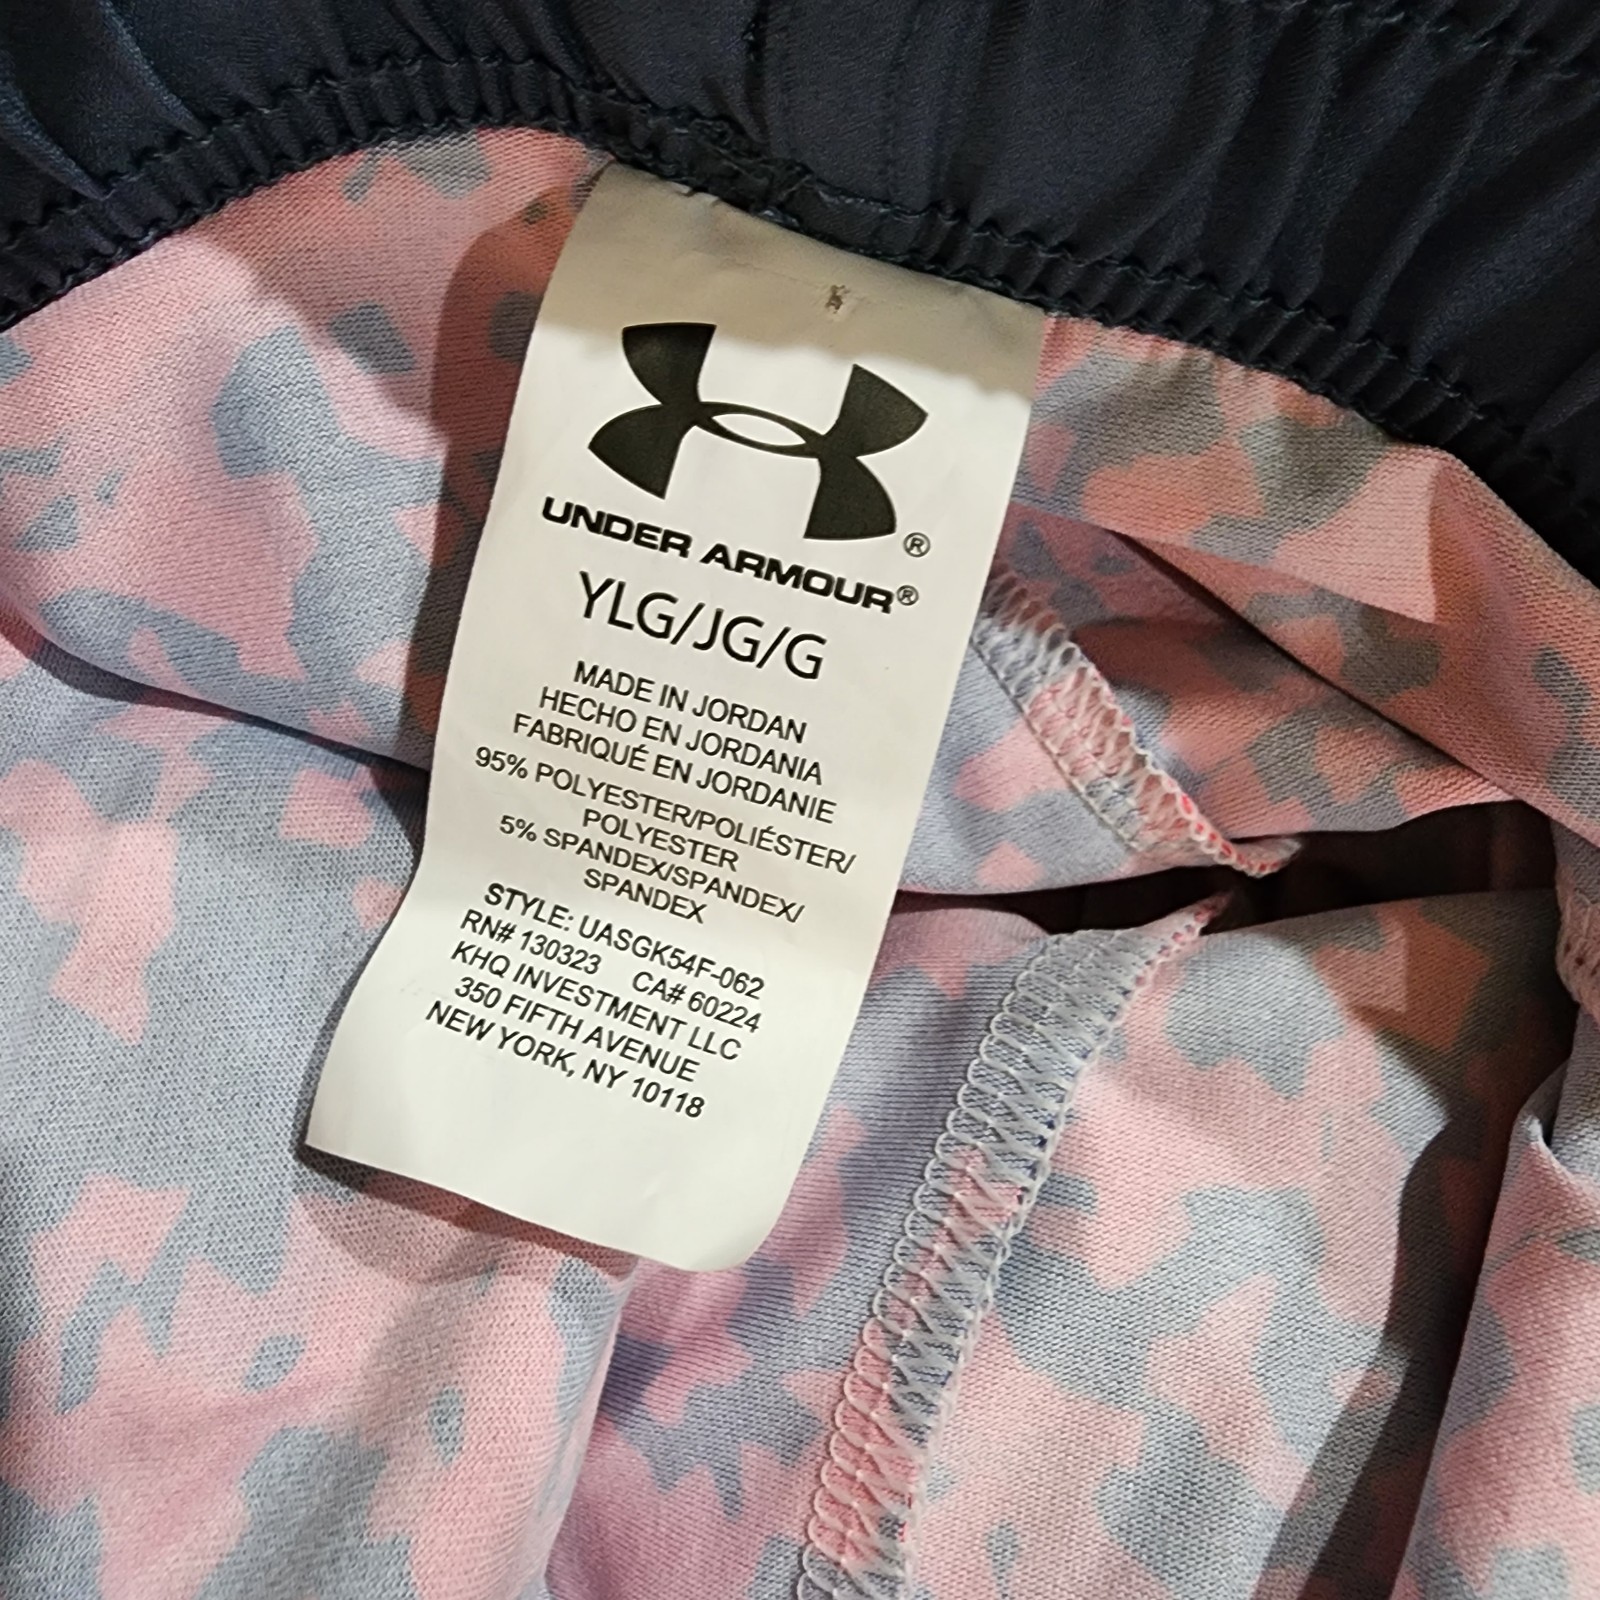 ®
UNDER ARMOUR®
YLG/JG/G
MADE IN JORDAN
HECHO EN JORDANIA
FABRIQUÉ EN JORDANIE
95% POLYESTER/POLIÉSTER/
POLYESTER
5% SPANDEX/SPANDEX/
SPANDEX
STYLE: UASGK54F-062
RN# 130323 CA# 60224
KHQ INVESTMENT LLC
350 FIFTH AVENUE
NEW YORK, NY 10118